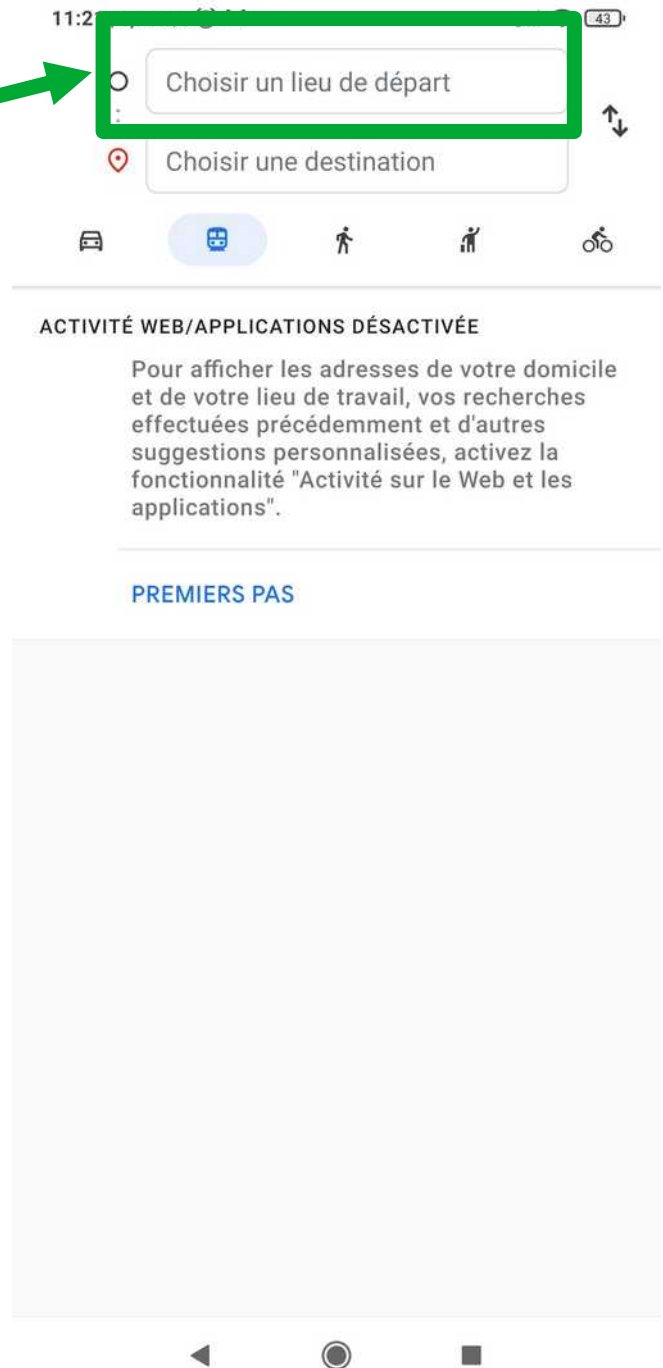 43
Choisir un lieu de départ
Choisir une destination
ACTIVITÉ WEB/APPLICATIONS DÉSACTIVÉE
Pour afficher les adresses de votre domicile
et de votre lieu de travail, vos recherches
effectuées précédemment et d'autres
suggestions personnalisées, activez la
fonctionnalité "Activité sur le Web et les
applications".
PREMIERS PAS